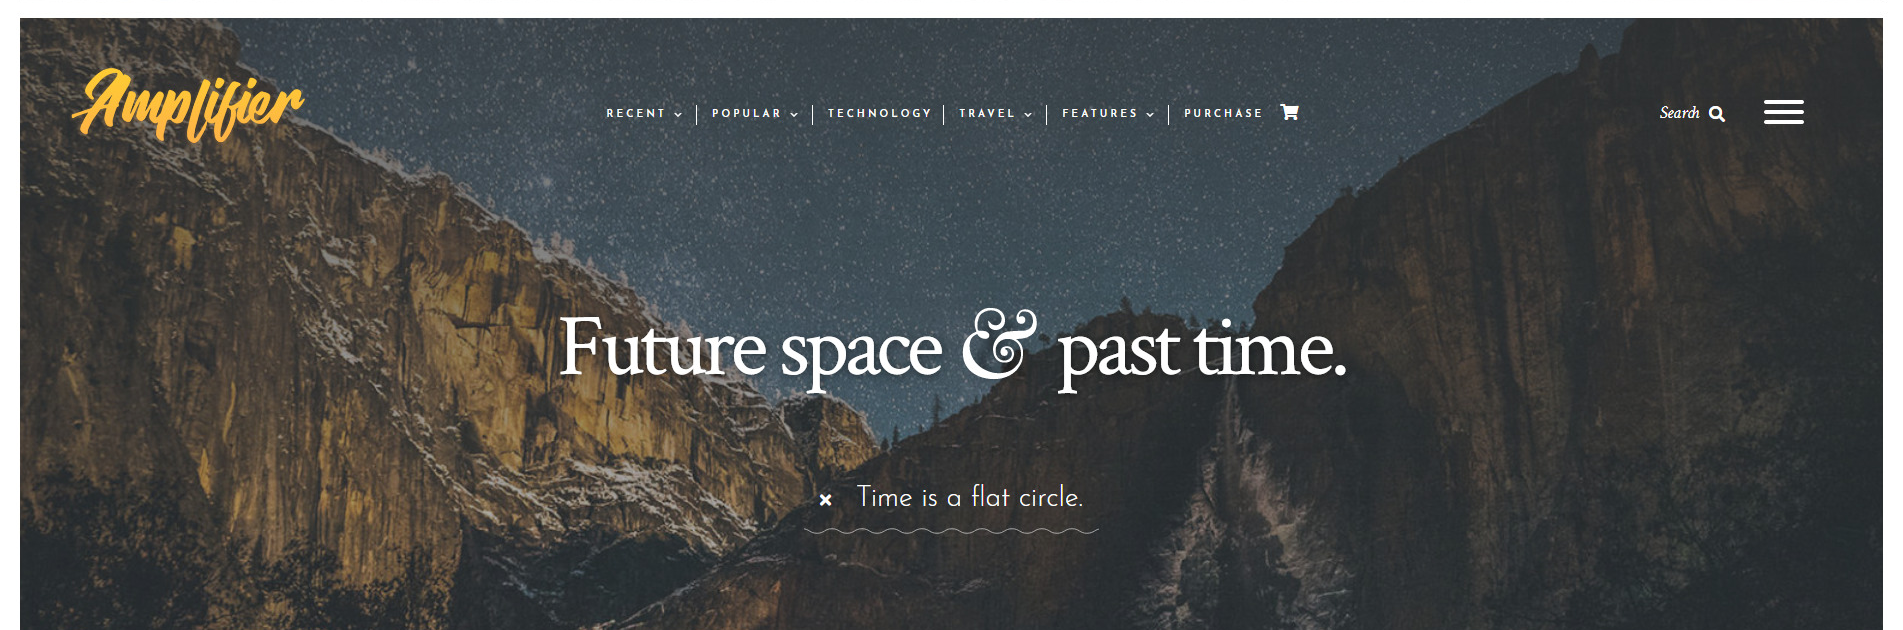 Amplifier
RECENT
POPULAR
TECHNOLOGY
TRAVEL
FEATURES
PURCHASE
Search
Future space & past time.
Time is a flat circle.